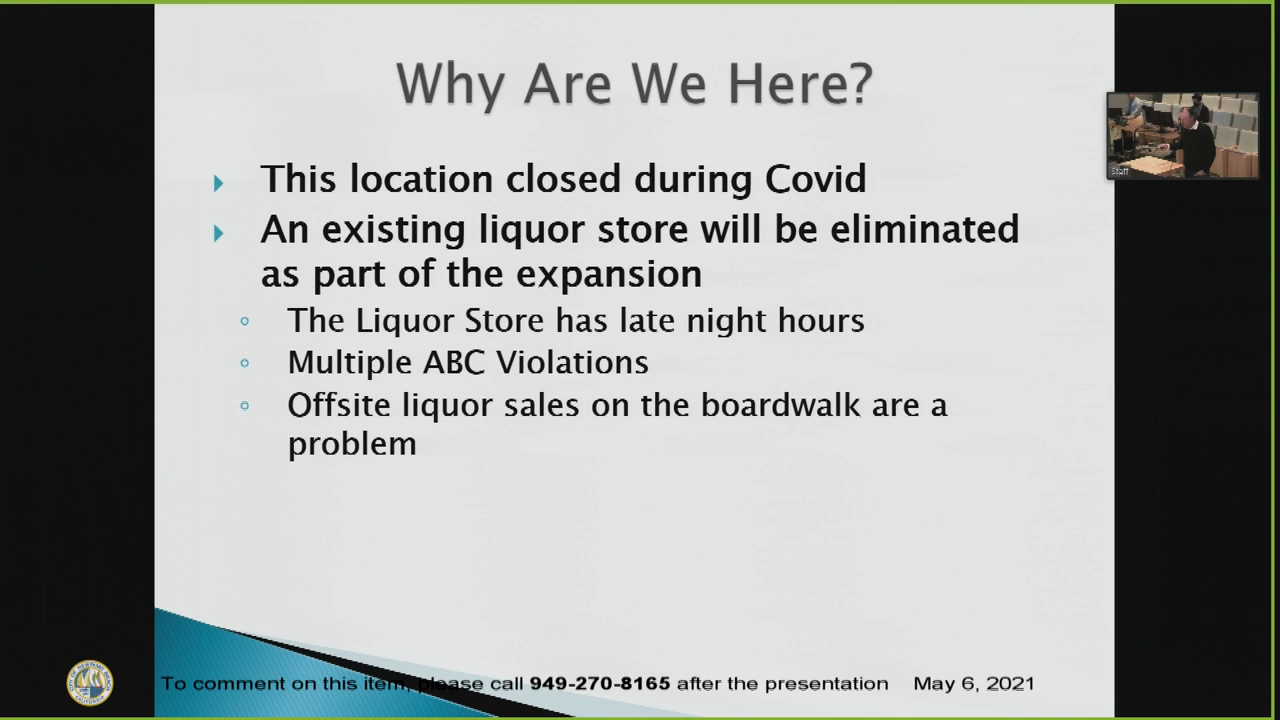 Why Are We Here?
This location closed during Covid
An existing liquor store will be eliminated
as part of the expansion
The Liquor Store has late night hours
Multiple ABC Violations
Offsite liquor sales on the boardwalk are a
problem
Staff
To comment on this item, please call 949-270-8165 after the presentation May 6, 2021